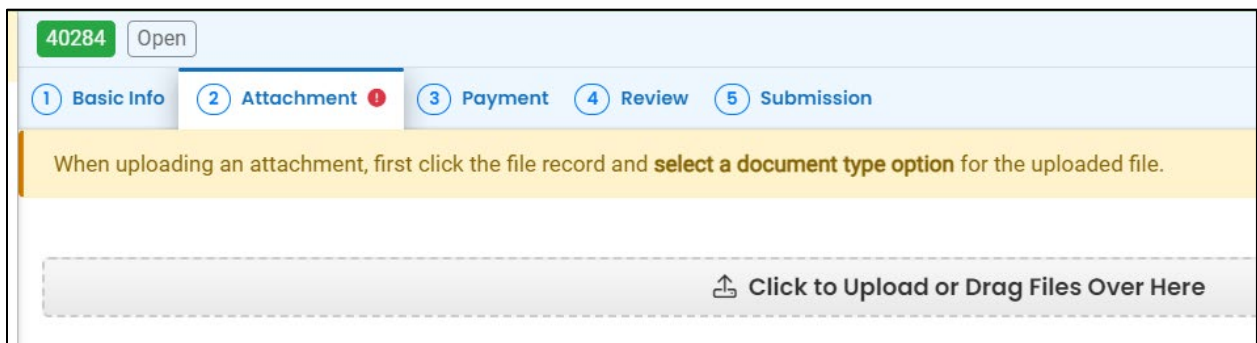 40284 Open
1 Basic Info 2 Attachment ! 3 Payment 4 Review 5 Submission
When uploading an attachment, first click the file record and select a document type option for the uploaded file.
Click to Upload or Drag Files Over Here